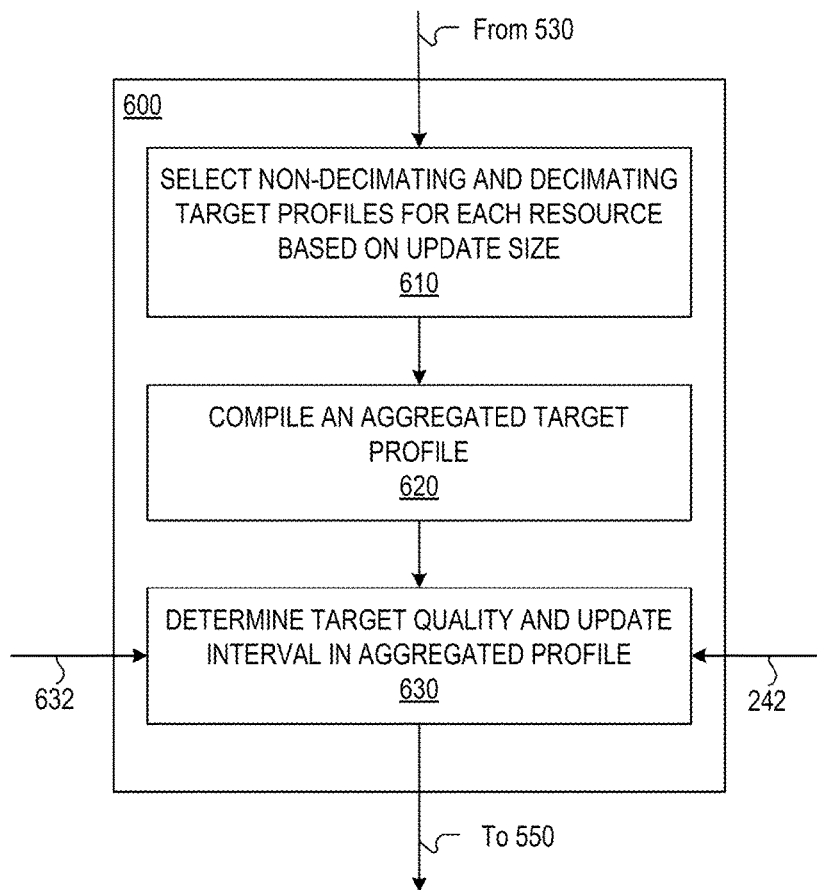 From 530
600
SELECT NON-DECIMATING AND DECIMATING
TARGET PROFILES FOR EACH RESOURCE
BASED ON UPDATE SIZE
610
COMPILE AN AGGREGATED TARGET
PROFILE
620
DETERMINE TARGET QUALITY AND UPDATE
INTERVAL IN AGGREGATED PROFILE
630
632
242
To 550